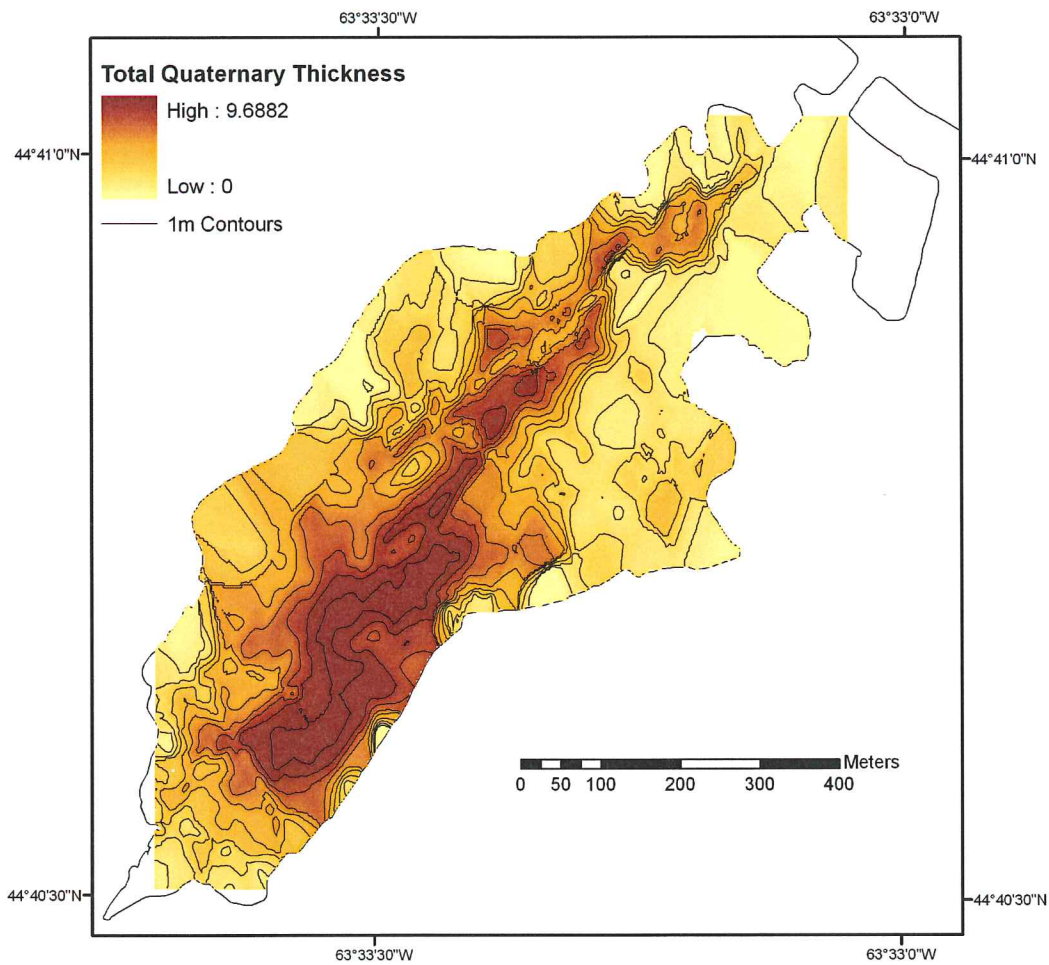 63°33'30"W 63°33'0"W
Total Quaternary Thickness
High : 9.6882
Low : 0
1m Contours
44°41'0"N 44°41'0"N
Meters
0 50 100 200 300 400
44°40'30"N 44°40'30"N
63°33'30"W 63°33'0"W